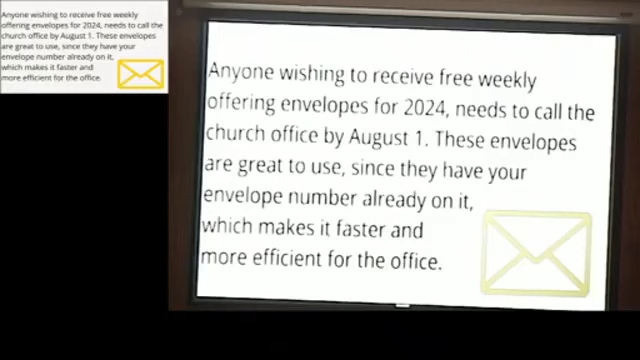 Anyone wishing to receive free weekly
offering envelopes for 2024, needs to call the
church office by August 1. These envelopes
are great to use, since they have your
envelope number already on it,
which makes it faster and
more efficient for the office.
Anyone wishing to receive free weekly
offering envelopes for 2024, needs to call the
church office by August 1. These envelopes
are great to use, since they have your
envelope number already on it,
which makes it faster and
more efficient for the office.